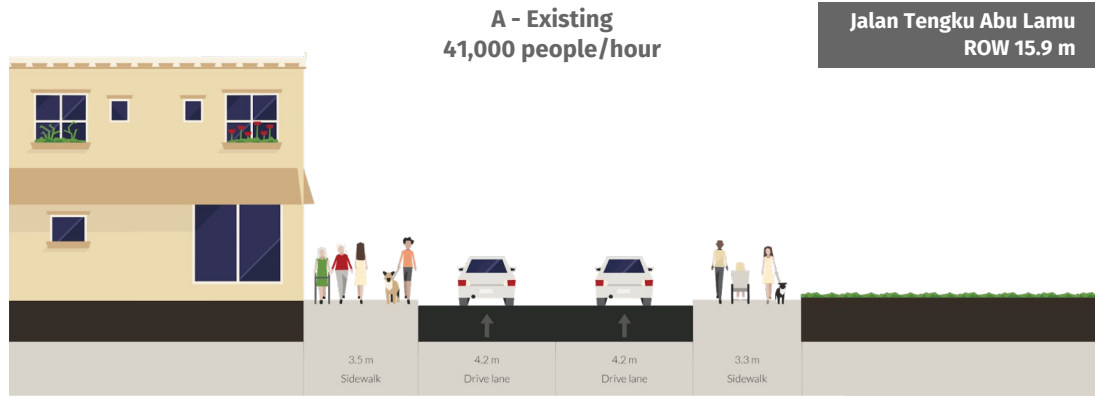 A - Existing
41,000 people/hour
Jalan Tengku Abu Lamu
ROW 15.9 m
3.5 m
Sidewalk
4.2 m
Drive lane
4.2 m
Drive lane
3.3 m
Sidewalk